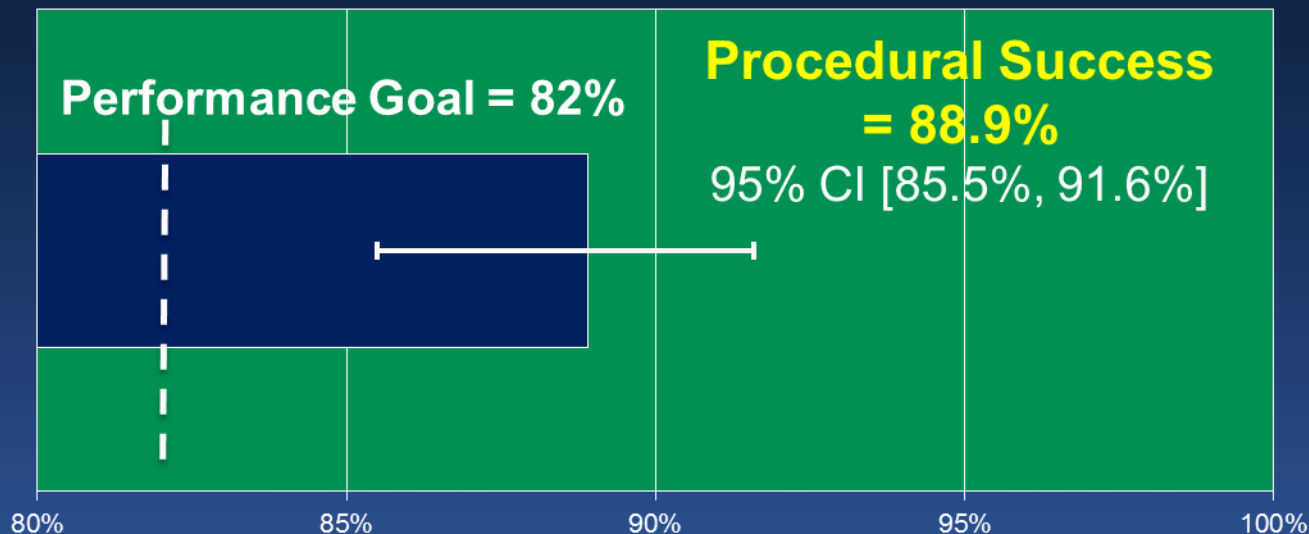 Performance Goal = 82%
Procedural Success
= 88.9%
95% CI [85.5%, 91.6%]
80%
85%
90%
95%
100%